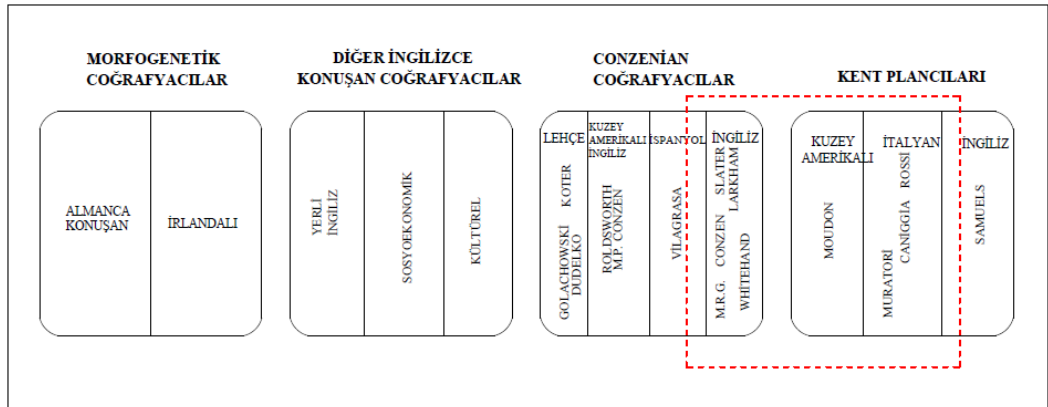 MORFOGENETİK
COĞRAFYACILAR
DİĞER İNGİLİZCE
KONUŞAN COĞRAFYACILAR
CONZENİAN
COĞRAFYACILAR
KENT PLANCILARI
ALMANCA
KONUŞAN
İRLANDALI
YERLİ
İNGİLİZ
SOSYOEKONOMİK
KÜLTÜREL
LEHÇE
GOLACHOWSKI KOTER
DUDELKO
KUZEY
AMERİKALI
İNGİLİZ
ROLDSWORTH
M.P. CONZEN
İSPANYOL
VİLAGRASA
İNGİLİZ
M.R.G. CONZEN SLATER
LARKHAM
WHITEHAND
KUZEY
AMERİKALI
MOUDON
İTALYAN
MURATORİ
CANİGGİA ROSSİ
İNGİLİZ
SAMUELS